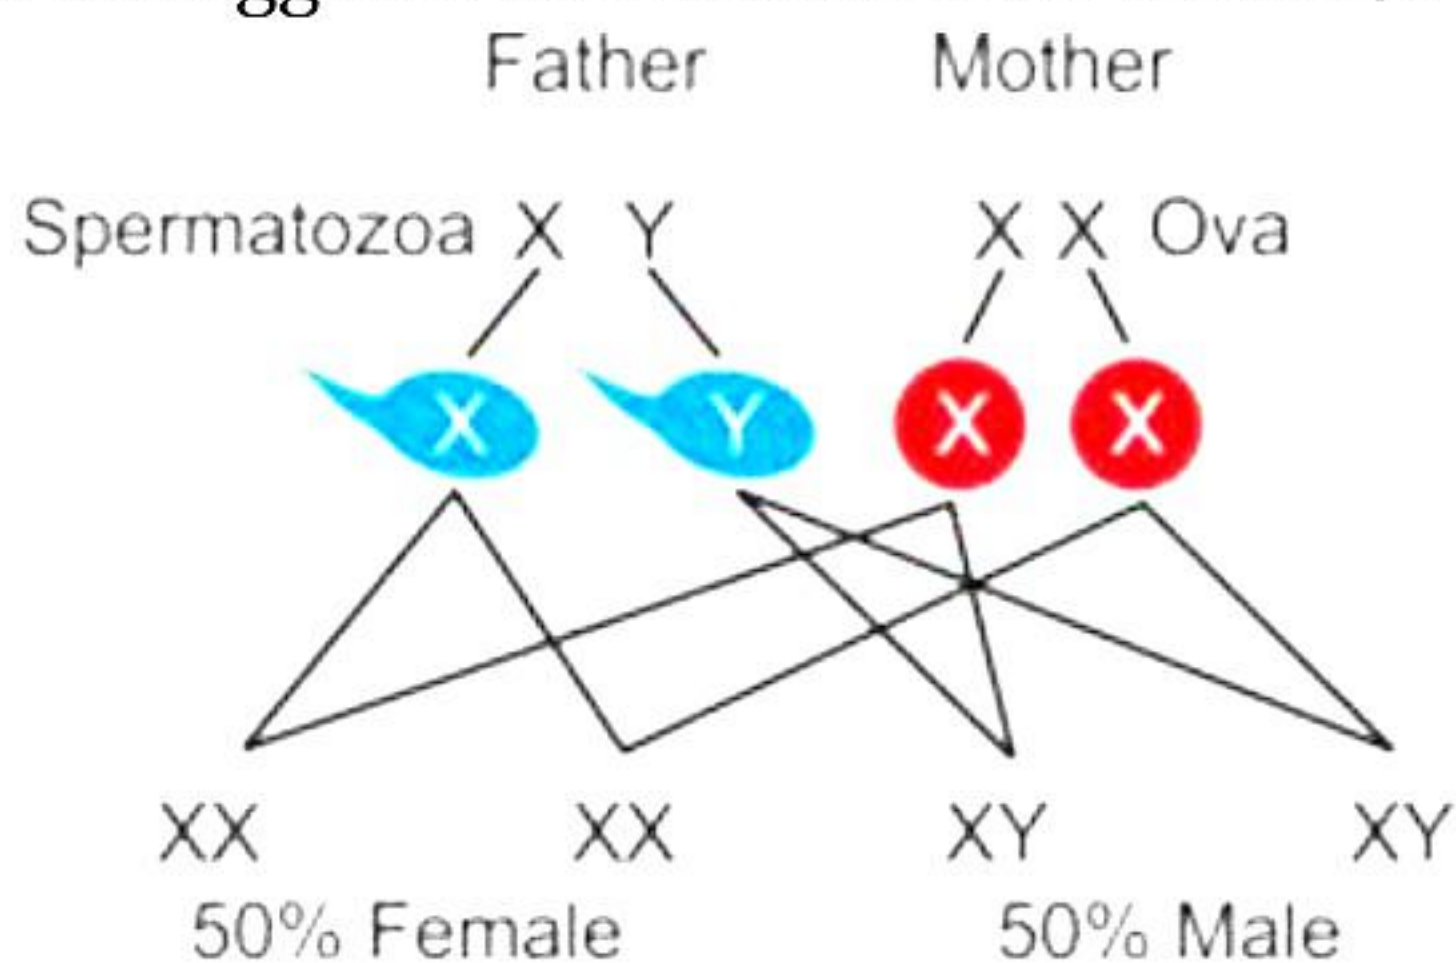 Father Mother
Spermatozoa X Y X X Ova
X Y X X
XX XX XY XY
50% Female 50% Male